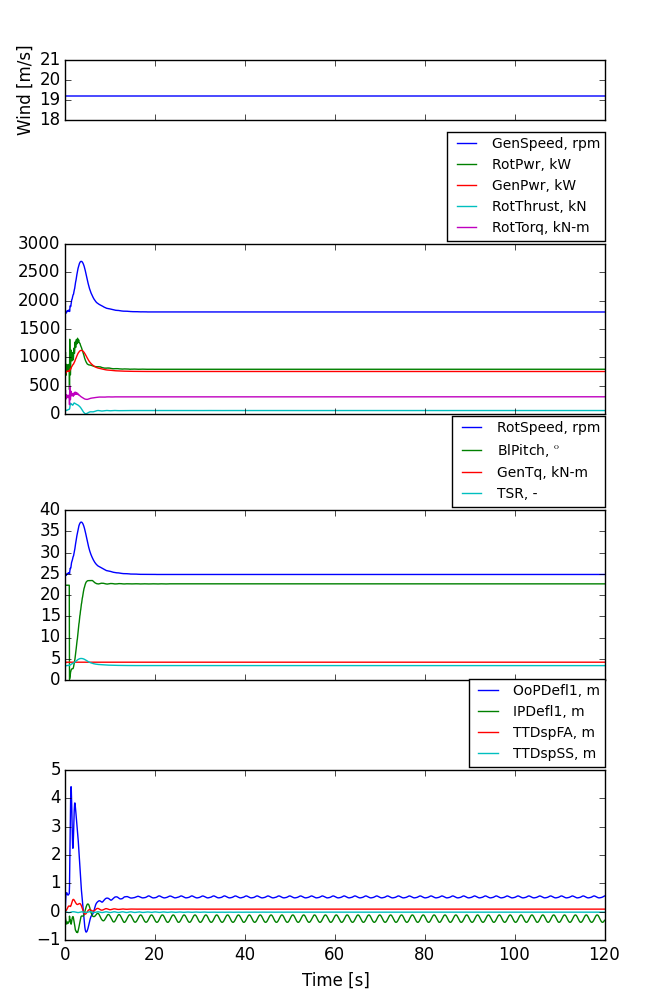 Wind [m/s]
21
20
19
18
GenSpeed, rpm
RotPwr, kW
GenPwr, kW
RotThrust, kN
RotTorq, kN-m
3000
2500
2000
1500
1000
500
0
RotSpeed, rpm
BlPitch, °
GenTq, kN-m
TSR, -
40
35
30
25
20
15
10
5
0
OoPDefl1, m
IPDefl1, m
TTDspFA, m
TTDspSS, m
5
4
3
2
1
0
−1
0 20 40 60 80 100 120
Time [s]